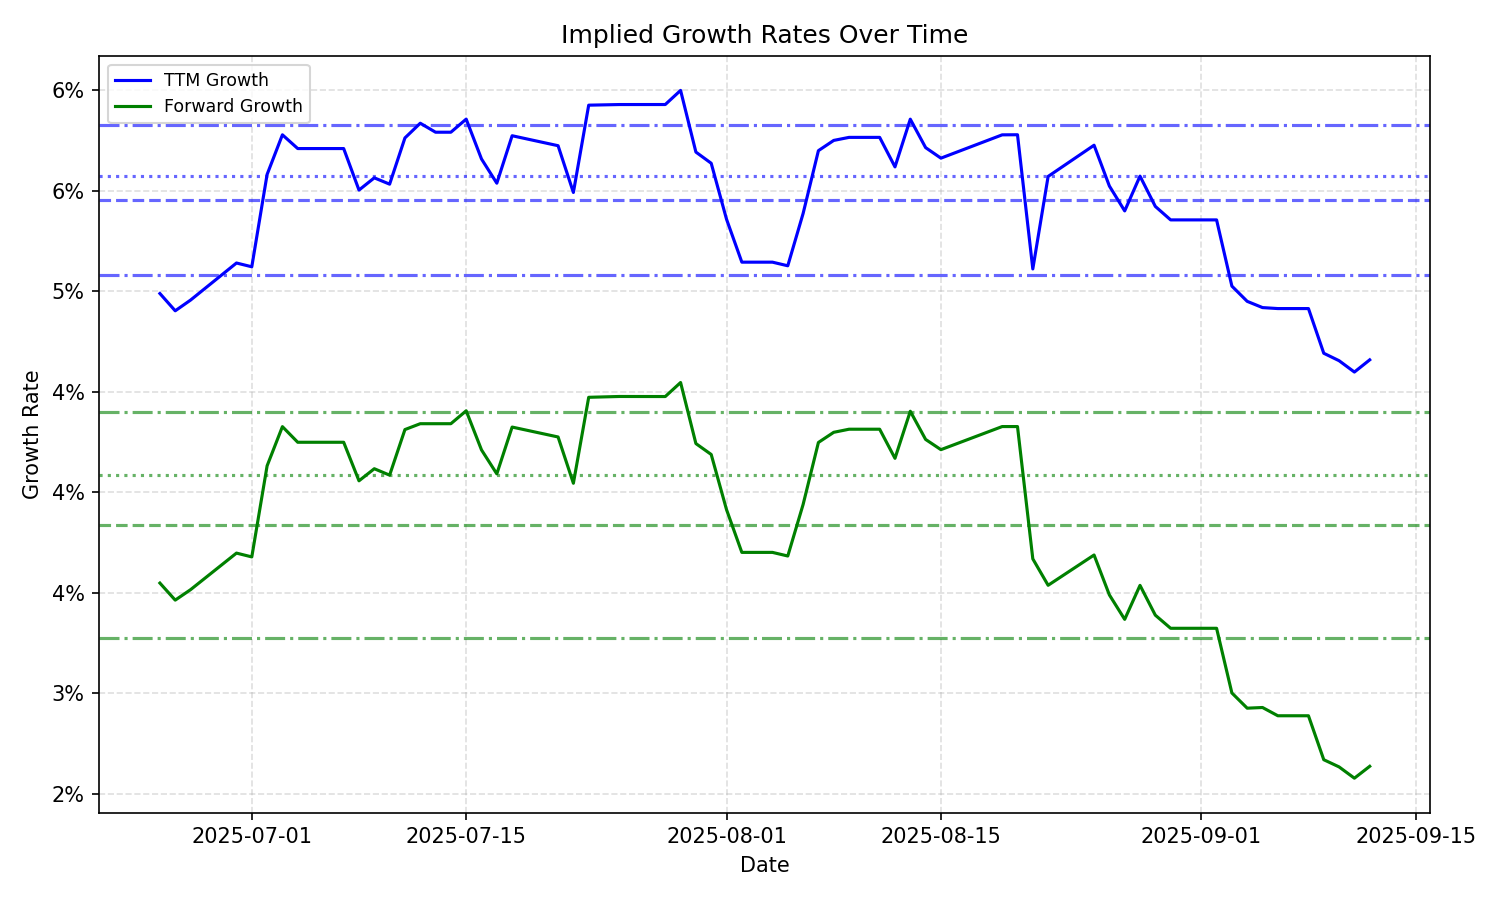 Implied Growth Rates Over Time
TTM Growth
Forward Growth
6%
6%
5%
4%
4%
4%
3%
2%
Growth Rate
2025-07-01
2025-07-15
2025-08-01
2025-08-15
2025-09-01
2025-09-15
Date